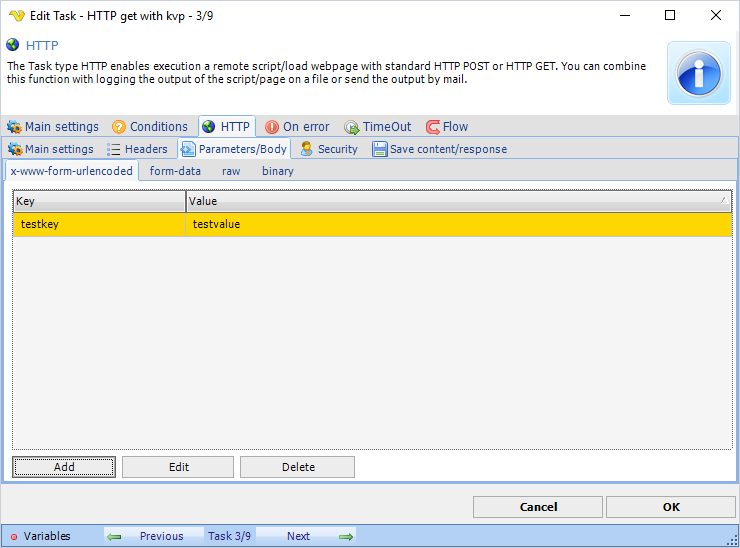 Edit Task - HTTP get with kvp - 3/9
HTTP
The Task type HTTP enables execution a remote script/load webpage with standard HTTP POST or HTTP GET. You can combine
this function with logging the output of the script/page on a file or send the output by mail.
Main settings Conditions HTTP On error TimeOut Flow
Main settings Headers Parameters/Body Security Save content/response
x-www-form-urlencoded form-data raw binary
Key Value
testkey testvalue
Add Edit Delete
Cancel OK
Variables Previous Task 3/9 Next